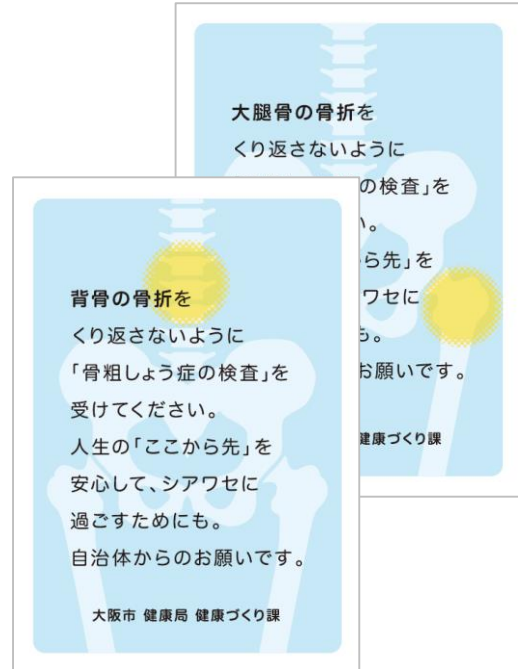 大腿骨の骨折を
くり返さないように
の検査」を
い。
ら先」を
ワセに
も。
お願いです。
健康づくり課
背骨の骨折を
くり返さないように
「骨粗しょう症の検査」を
受けてください。
人生の「ここから先」を
安心して、シアワセに
過ごすためにも。
自治体からのお願いです。
大阪市 健康局 健康づくり課